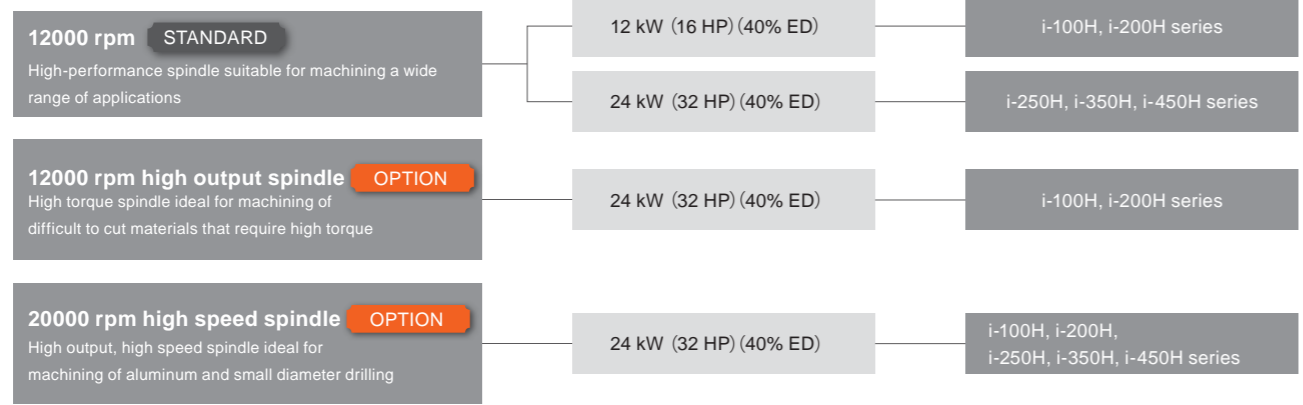 12000 rpm STANDARD
High-performance spindle suitable for machining a wide
range of applications
12 kW (16 HP) (40% ED)
i-100H, i-200H series
24 kW (32 HP) (40% ED)
i-250H, i-350H, i-450H series
12000 rpm high output spindle OPTION
High torque spindle ideal for machining of
difficult to cut materials that require high torque
24 kW (32 HP) (40% ED)
i-100H, i-200H series
20000 rpm high speed spindle OPTION
High output, high speed spindle ideal for
machining of aluminum and small diameter drilling
24 kW (32 HP) (40% ED)
i-100H, i-200H,
i-250H, i-350H, i-450H series